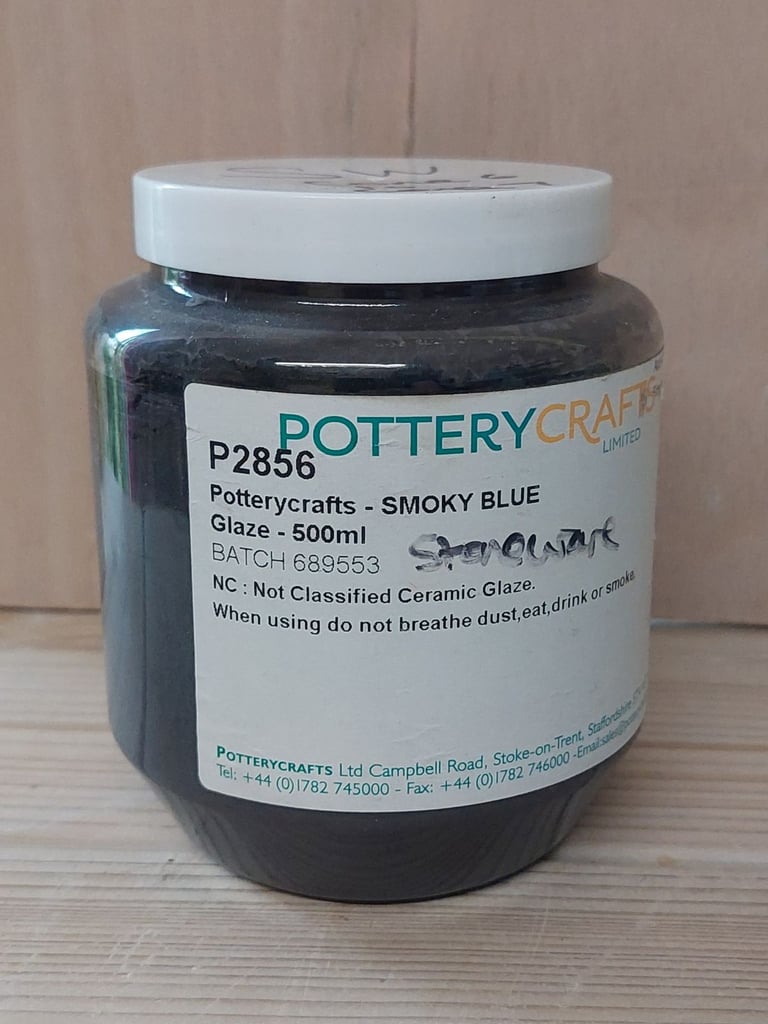 SW
POTTERYCRAFTS
LIMITED
P2856
Potterycrafts - SMOKY BLUE
Glaze - 500ml
BATCH 689553 Stoneware
NC : Not Classified Ceramic Glaze.
When using do not breathe dust,eat,drink or smoke.
POTTERYCRAFTS Ltd Campbell Road, Stoke-on-Trent, Staffordshire
Tel: +44 (0)1782 745000 - Fax: +44 (0)1782 746000 -Email: